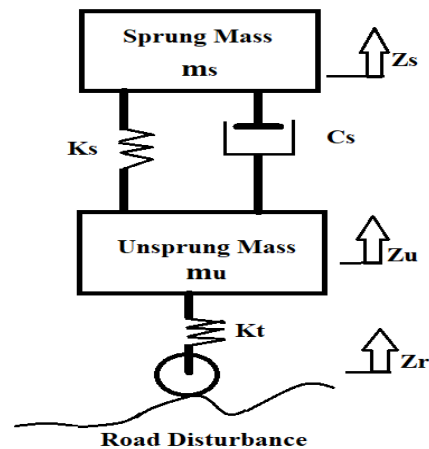 Sprung Mass
ms
Zs
Ks
Cs
Unsprung Mass
mu
Zu
Kt
Zr
Road Disturbance